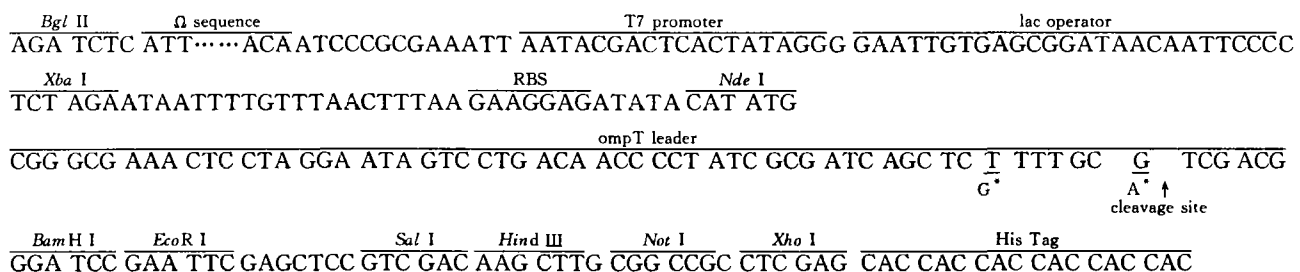 Bgl II Ω sequence T7 promoter lac operator
AGA TCTC ATT······ACAATCCCGCGAAATT AATACGACTCACTATAGGG GAATTGTGAGCGGATAACAATTCCCC
Xba I RBS Nde I
TCT AGAATAATTTTGTTTAACTTTAA GAAGGAGATATA CAT ATG
ompT leader
CGG GCG AAA CTC CTA GGA ATA GTC CTG ACA ACC CCT ATC GCG ATC AGC TC T TTT GC G TCG ACG
G* A* ↑
cleavage site
BamH I EcoR I Sal I Hind III Not I Xho I His Tag
GGA TCC GAA TTC GAGCTCC GTC GAC AAG CTTG CGG CCGC CTC GAG CAC CAC CAC CAC CAC CAC